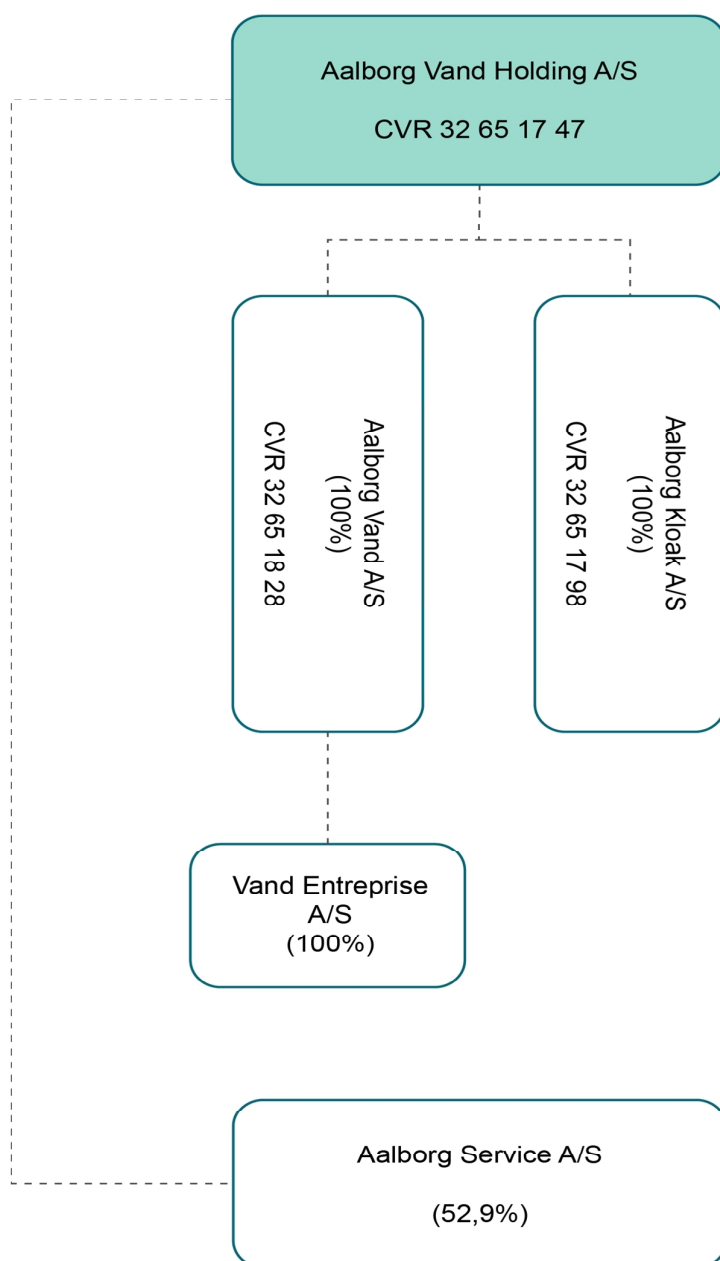 Aalborg Vand Holding A/S
CVR 32 65 17 47
Aalborg Vand A/S
(100%)
CVR 32 65 18 28
Aalborg Kloak A/S
(100%)
CVR 32 65 17 98
Vand Entreprise
A/S
(100%)
Aalborg Service A/S
(52,9%)